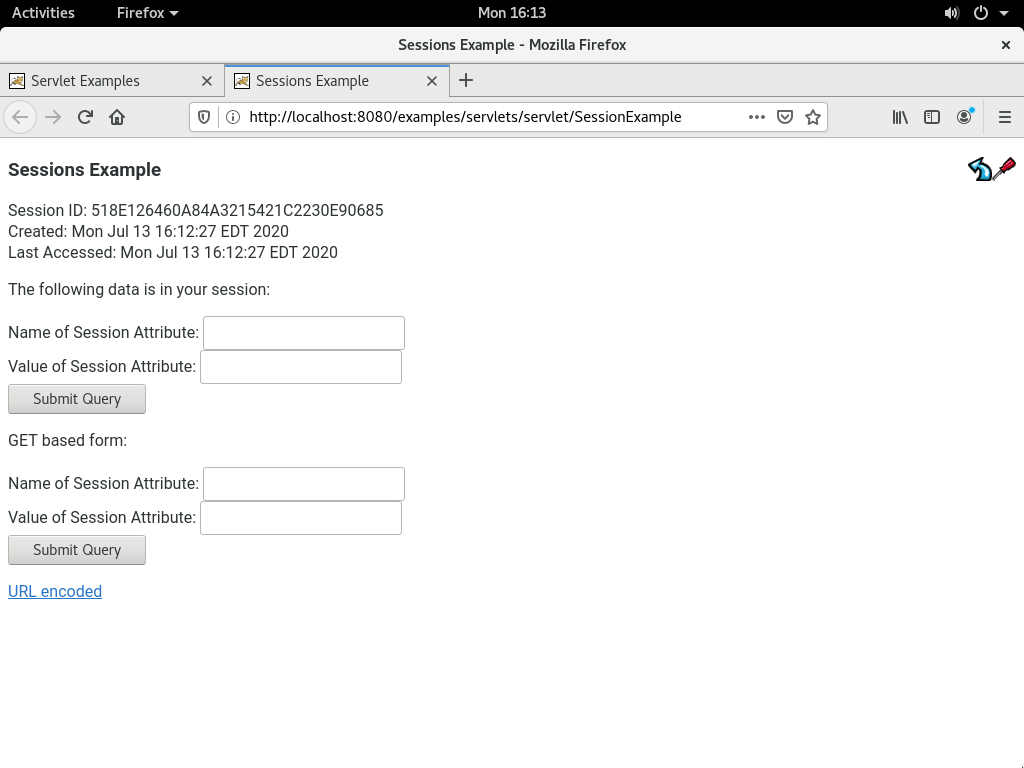 Activities Firefox Mon 16:13
Sessions Example - Mozilla Firefox
Servlet Examples Sessions Example
http://localhost:8080/examples/servlets/servlet/SessionExample
Sessions Example
Session ID: 518E126460A84A3215421C2230E90685
Created: Mon Jul 13 16:12:27 EDT 2020
Last Accessed: Mon Jul 13 16:12:27 EDT 2020
The following data is in your session:
Name of Session Attribute:
Value of Session Attribute:
Submit Query
GET based form:
Name of Session Attribute:
Value of Session Attribute:
Submit Query
URL encoded